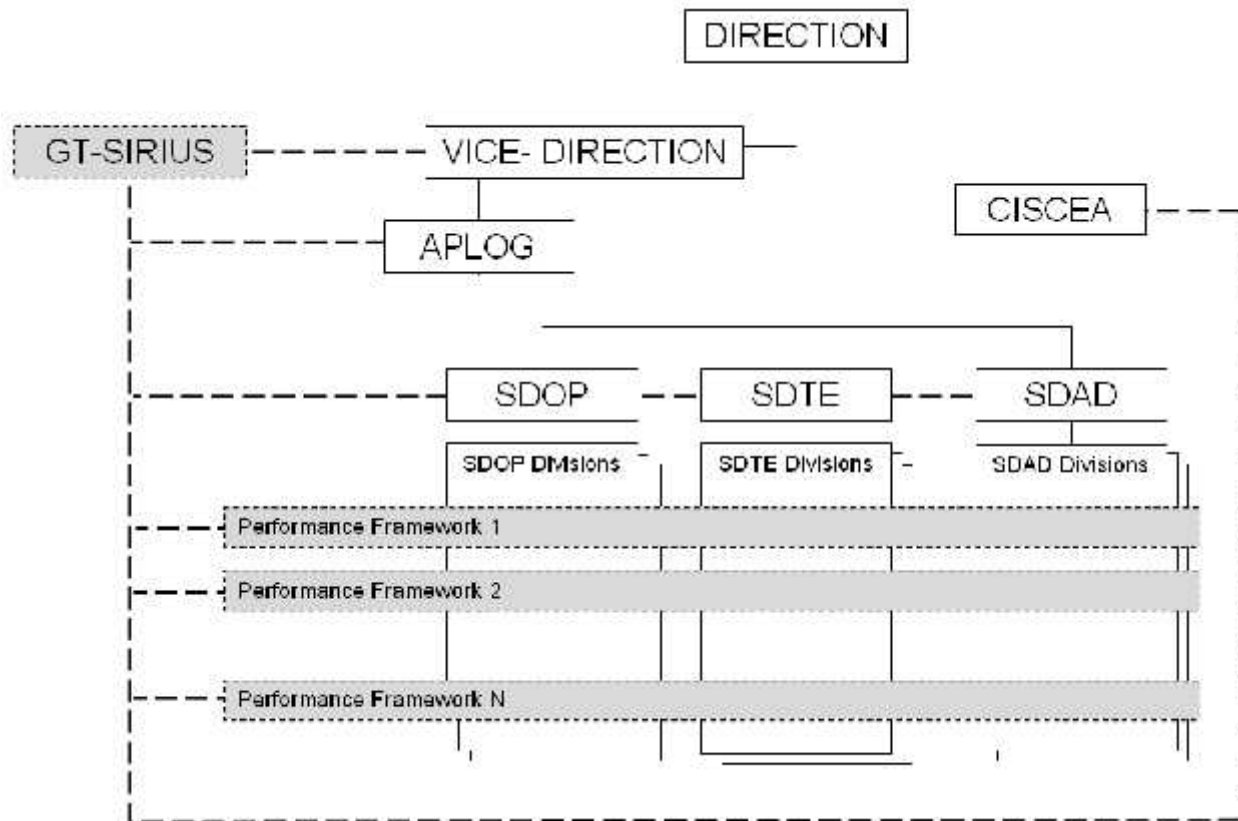 DIRECTION
GT-SIRIUS
VICE- DIRECTION
CISCEA
APLOG
SDOP
SDTE
SDAD
SDOP Divisions
SDTE Divisions
SDAD Divisions
Performance Framework 1
Performance Framework 2
Performance Framework N